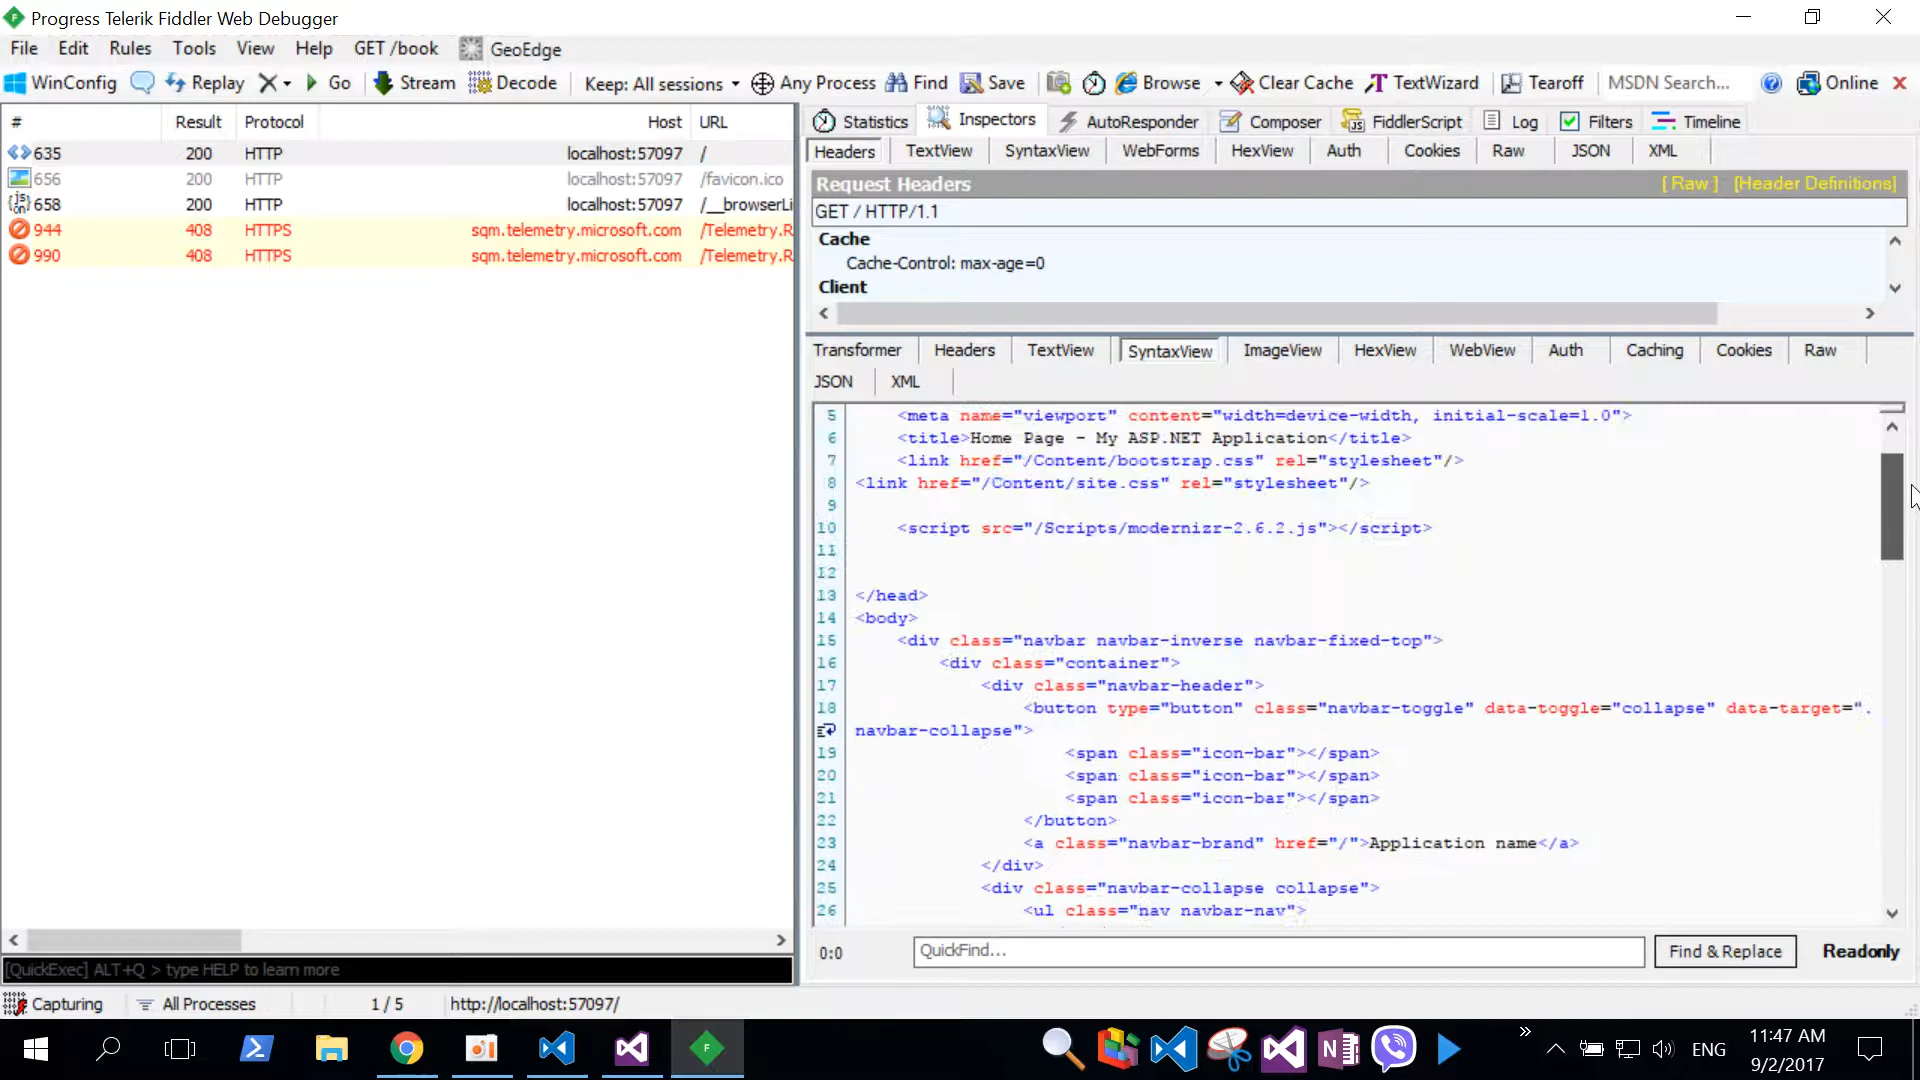 Progress Telerik Fiddler Web Debugger
File Edit Rules Tools View Help GET /book GeoEdge
WinConfig Replay Go Stream Decode Keep: All sessions Any Process Find Save Browse Clear Cache TextWizard Tearoff MSDN Search... Online
# Result Protocol Host URL
635 200 HTTP localhost:57097 /
656 200 HTTP localhost:57097 /favicon.ico
658 200 HTTP localhost:57097 /__browserLi
944 408 HTTPS sqm.telemetry.microsoft.com /Telemetry.R
990 408 HTTPS sqm.telemetry.microsoft.com /Telemetry.R
[QuickExec] ALT+Q > type HELP to learn more
Capturing All Processes 1 / 5 http://localhost:57097/
Statistics Inspectors AutoResponder Composer FiddlerScript Log Filters Timeline
Headers TextView SyntaxView WebForms HexView Auth Cookies Raw JSON XML
Request Headers [ Raw ] [Header Definitions]
GET / HTTP/1.1
Cache
Cache-Control: max-age=0
Client
Transformer Headers TextView SyntaxView ImageView HexView WebView Auth Caching Cookies Raw
JSON XML
5 <meta name="viewport" content="width=device-width, initial-scale=1.0">
6 <title>Home Page - My ASP.NET Application</title>
7 <link href="/Content/bootstrap.css" rel="stylesheet"/>
8 <link href="/Content/site.css" rel="stylesheet"/>
9
10 <script src="/Scripts/modernizr-2.6.2.js"></script>
11
12
13 </head>
14 <body>
15 <div class="navbar navbar-inverse navbar-fixed-top">
16 <div class="container">
17 <div class="navbar-header">
18 <button type="button" class="navbar-toggle" data-toggle="collapse" data-target=".
navbar-collapse">
19 <span class="icon-bar"></span>
20 <span class="icon-bar"></span>
21 <span class="icon-bar"></span>
22 </button>
23 <a class="navbar-brand" href="/">Application name</a>
24 </div>
25 <div class="navbar-collapse collapse">
26 <ul class="nav navbar-nav">
0:0 QuickFind... Find & Replace Readonly
ENG
11:47 AM
9/2/2017